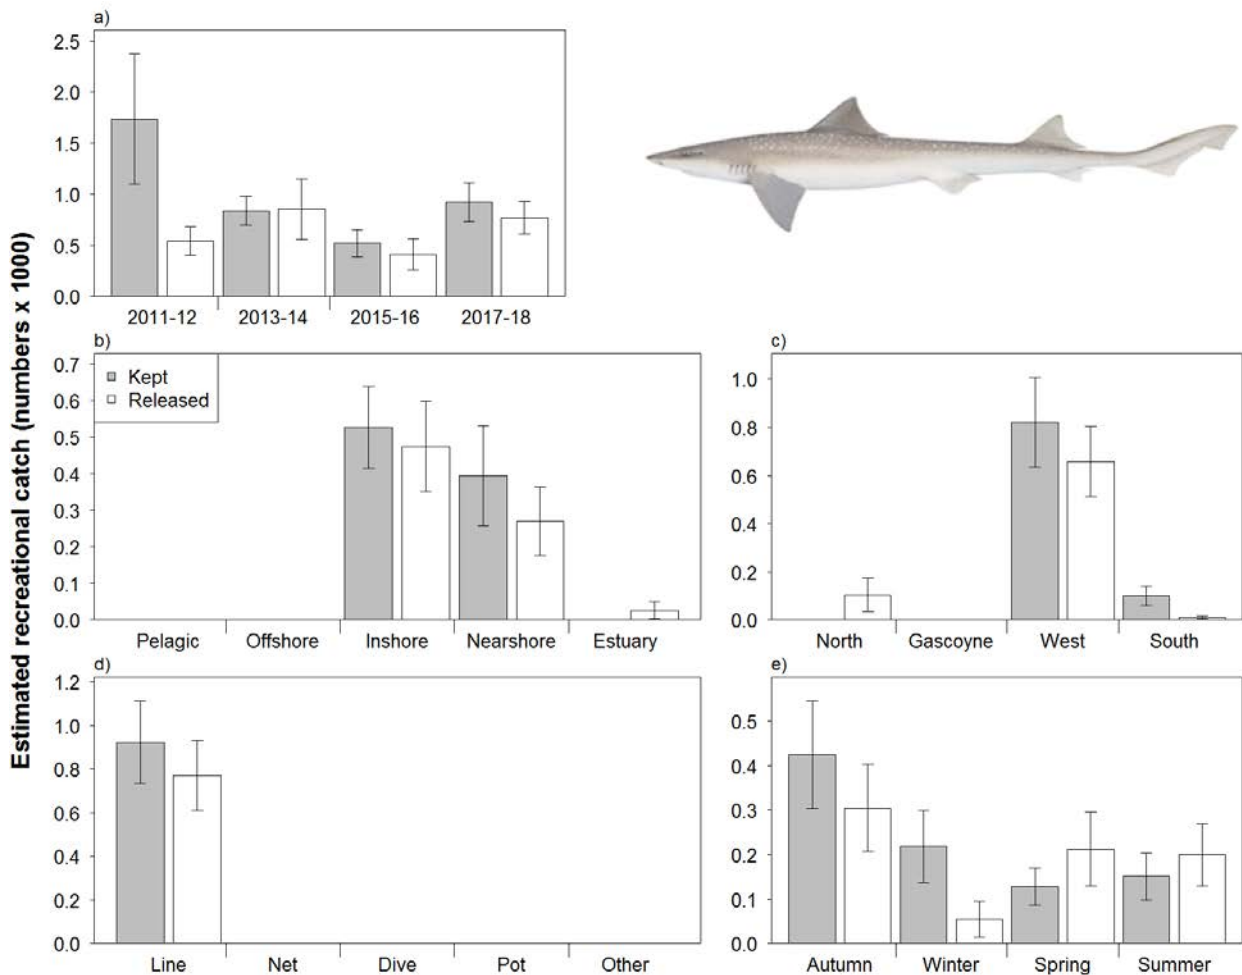 Estimated recreational catch (numbers x 1000)
a)
2.5
2.0
1.5
1.0
0.5
0.0
2011-12 2013-14 2015-16 2017-18
b)
Kept
Released
0.7
0.6
0.5
0.4
0.3
0.2
0.1
0.0
Pelagic Offshore Inshore Nearshore Estuary
c)
1.0
0.8
0.6
0.4
0.2
0.0
North Gascoyne West South
d)
1.2
1.0
0.8
0.6
0.4
0.2
0.0
Line Net Dive Pot Other
e)
0.5
0.4
0.3
0.2
0.1
0.0
Autumn Winter Spring Summer